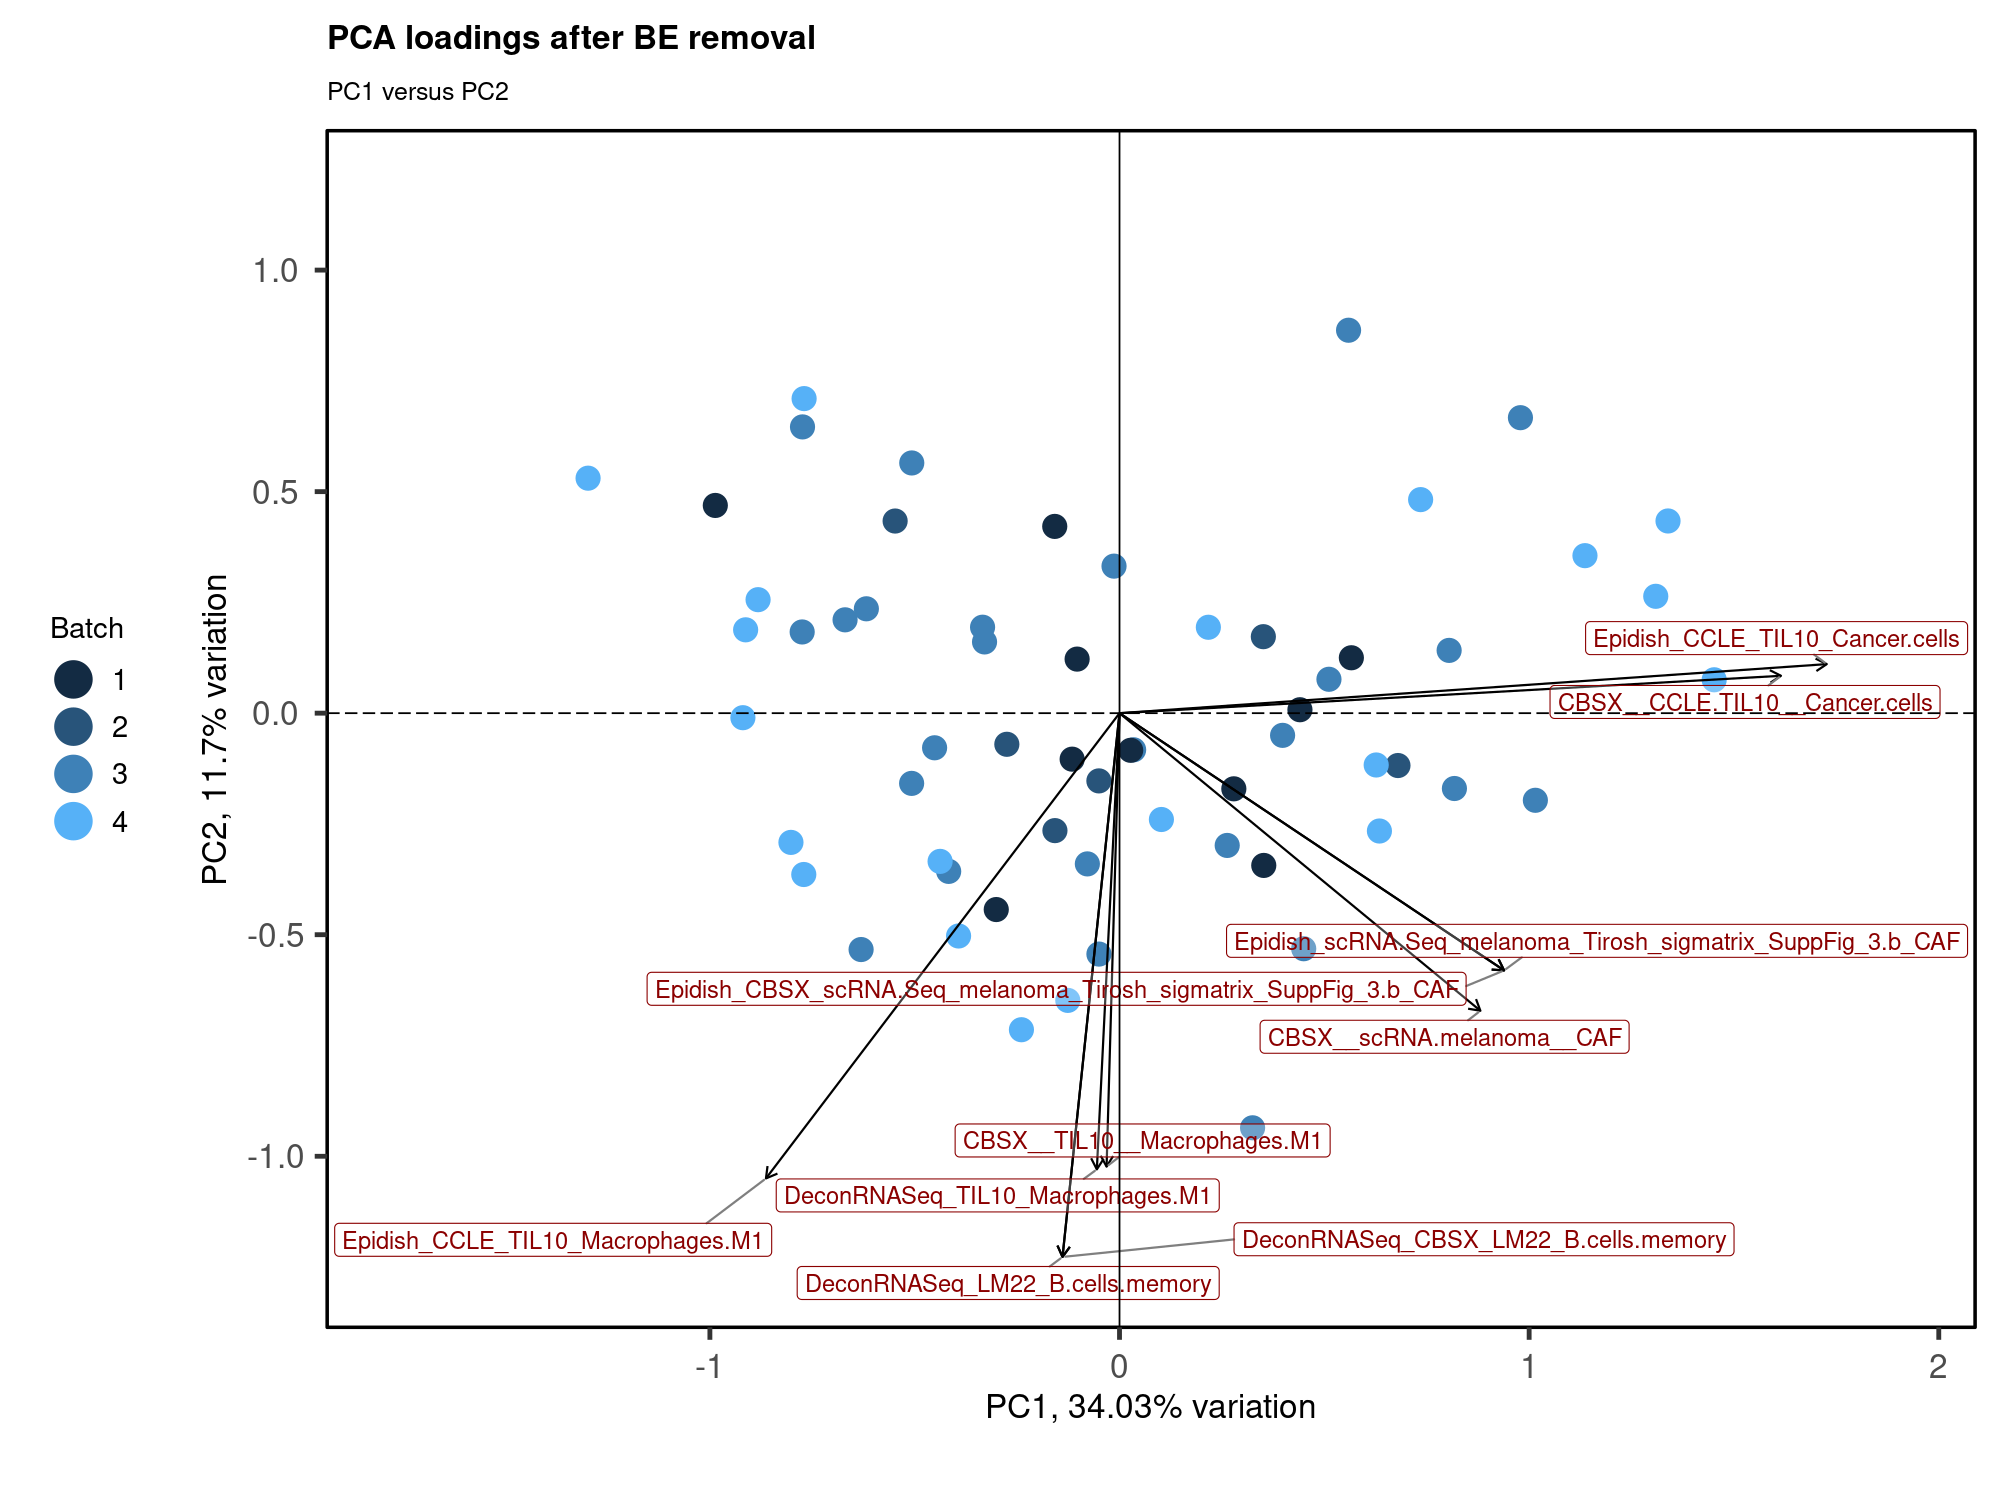 PCA loadings after BE removal
PC1 versus PC2
Batch
1
2
3
4
PC2, 11.7% variation
1.0
0.5
0.0
-0.5
-1.0
Epidish_CCLE_TIL10_Cancer.cells
CBSX__CCLE.TIL10__Cancer.cells
Epidish_scRNA.Seq_melanoma_Tirosh_sigmatrix_SuppFig_3.b_CAF
Epidish_CBSX_scRNA.Seq_melanoma_Tirosh_sigmatrix_SuppFig_3.b_CAF
CBSX__scRNA.melanoma__CAF
CBSX__TIL10__Macrophages.M1
DeconRNASeq_TIL10_Macrophages.M1
Epidish_CCLE_TIL10_Macrophages.M1
DeconRNASeq_CBSX_LM22_B.cells.memory
DeconRNASeq_LM22_B.cells.memory
-1
0
1
2
PC1, 34.03% variation